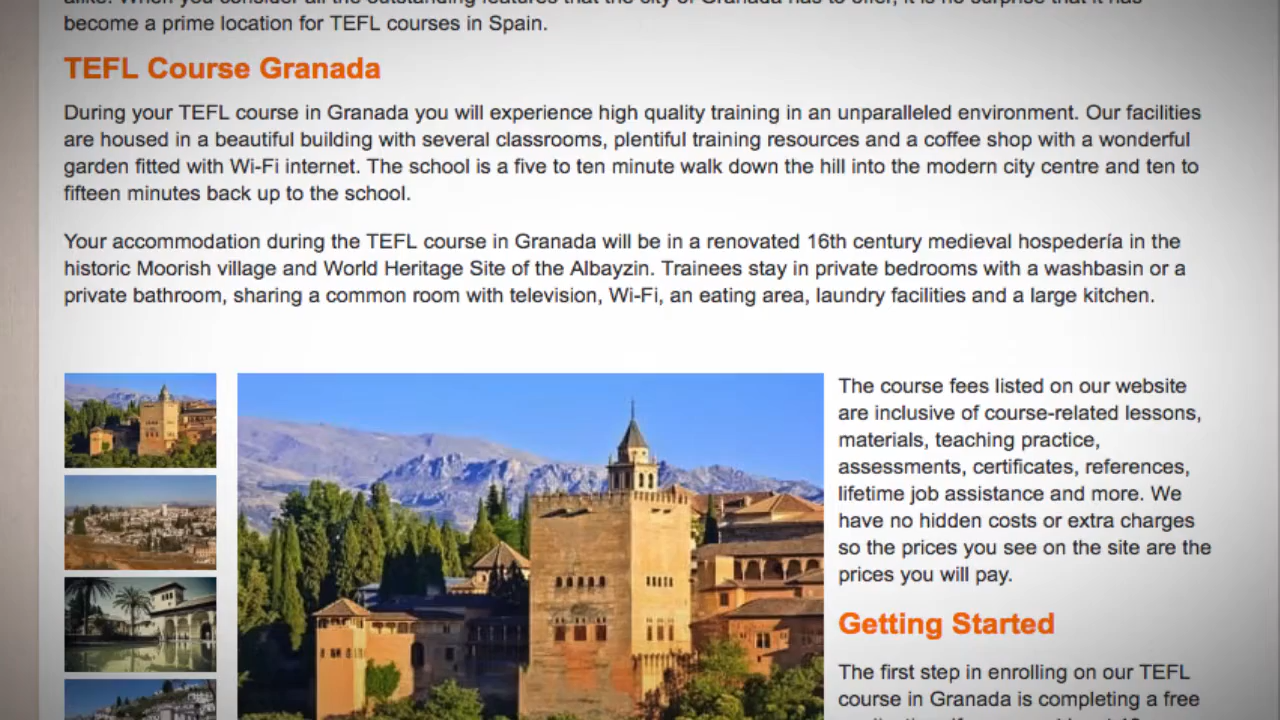 become a prime location for TEFL courses in Spain.
TEFL Course Granada
During your TEFL course in Granada you will experience high quality training in an unparalleled environment. Our facilities
are housed in a beautiful building with several classrooms, plentiful training resources and a coffee shop with a wonderful
garden fitted with Wi-Fi internet. The school is a five to ten minute walk down the hill into the modern city centre and ten to
fifteen minutes back up to the school.
Your accommodation during the TEFL course in Granada will be in a renovated 16th century medieval hospedería in the
historic Moorish village and World Heritage Site of the Albayzin. Trainees stay in private bedrooms with a washbasin or a
private bathroom, sharing a common room with television, Wi-Fi, an eating area, laundry facilities and a large kitchen.
The course fees listed on our website
are inclusive of course-related lessons,
materials, teaching practice,
assessments, certificates, references,
lifetime job assistance and more. We
have no hidden costs or extra charges
so the prices you see on the site are the
prices you will pay.
Getting Started
The first step in enrolling on our TEFL
course in Granada is completing a free